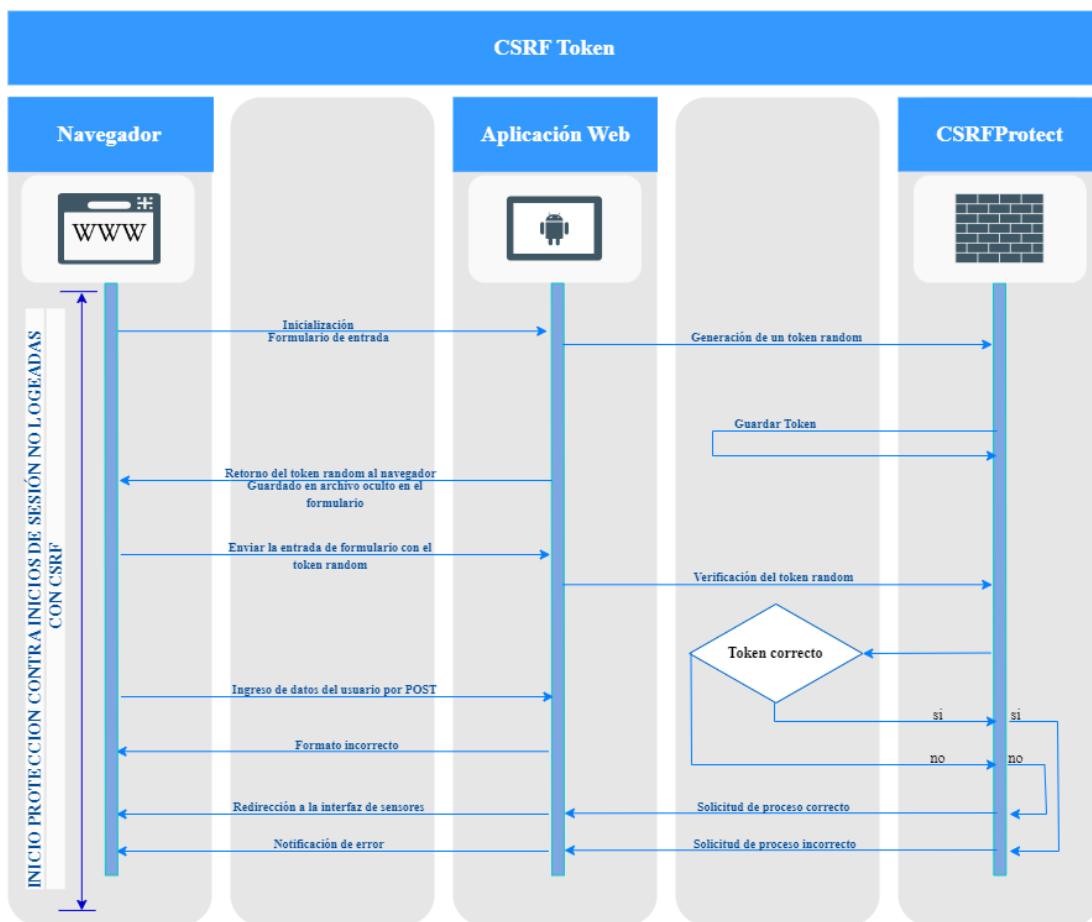 CSRF Token
Navegador
Aplicación Web
CSRFProtect
WWW
INICIO PROTECCION CONTRA INICIOS DE SESIÓN NO LOGEADAS
CON CSRF
Inicialización
Formulario de entrada
Generación de un token random
Guardar Token
Retorno del token random al navegador
Guardado en archivo oculto en el
formulario
Enviar la entrada de formulario con el
token random
Verificación del token random
Token correcto
Ingreso de datos del usuario por POST
si
si
Formato incorrecto
no
no
Redirección a la interfaz de sensores
Solicitud de proceso correcto
Notificación de error
Solicitud de proceso incorrecto